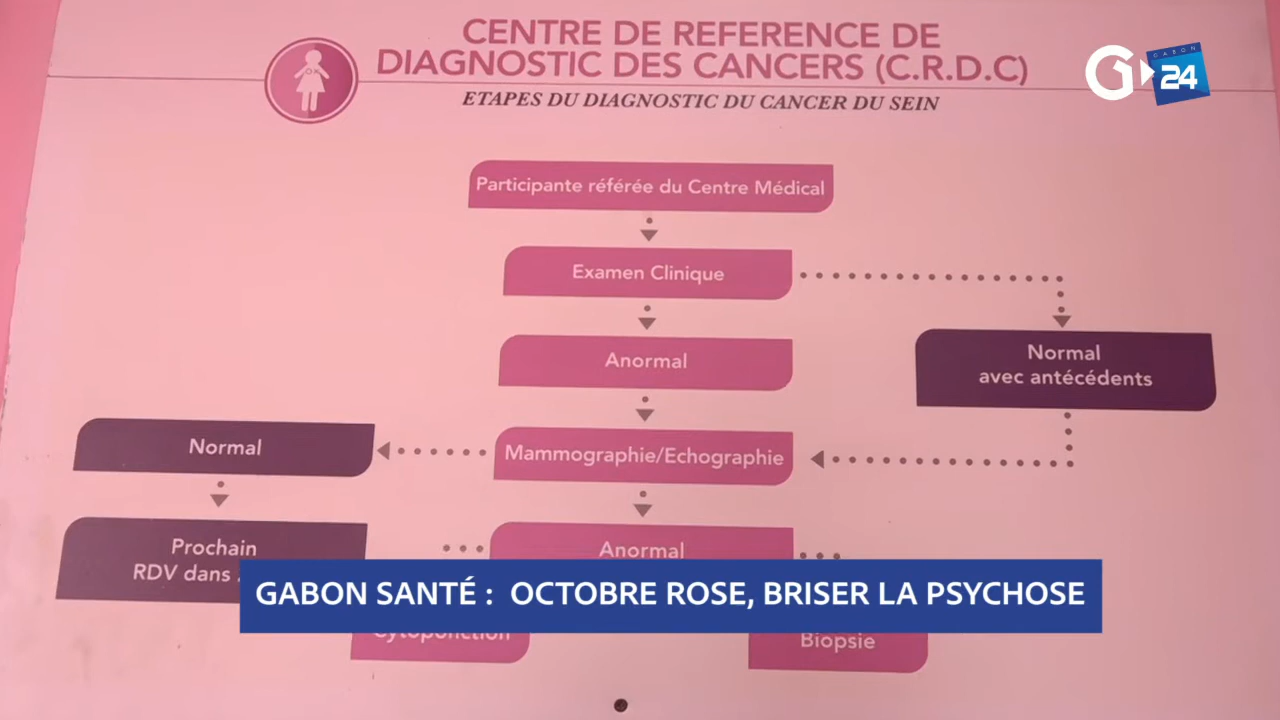 CENTRE DE REFERENCE DE
DIAGNOSTIC DES CANCERS (C.R.D.C)
ETAPES DU DIAGNOSTIC DU CANCER DU SEIN
GABON
24
Participante référée du Centre Médical
Examen Clinique
Anormal
Normal
avec antécédents
Normal
Mammographie/Echographie
Prochain
RDV dans
Anormal
GABON SANTÉ : OCTOBRE ROSE, BRISER LA PSYCHOSE
Cytoponction
Biopsie